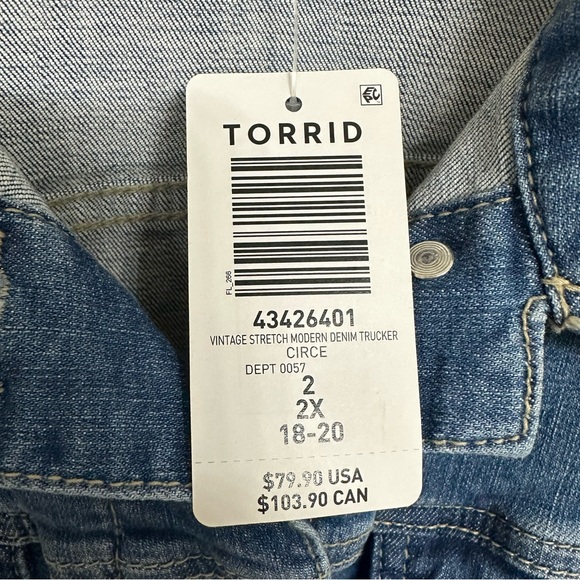 TORRID
FL_266
43426401
VINTAGE STRETCH MODERN DENIM TRUCKER
CIRCE
DEPT 0057
2
2X
18-20
$79.90 USA
$103.90 CAN